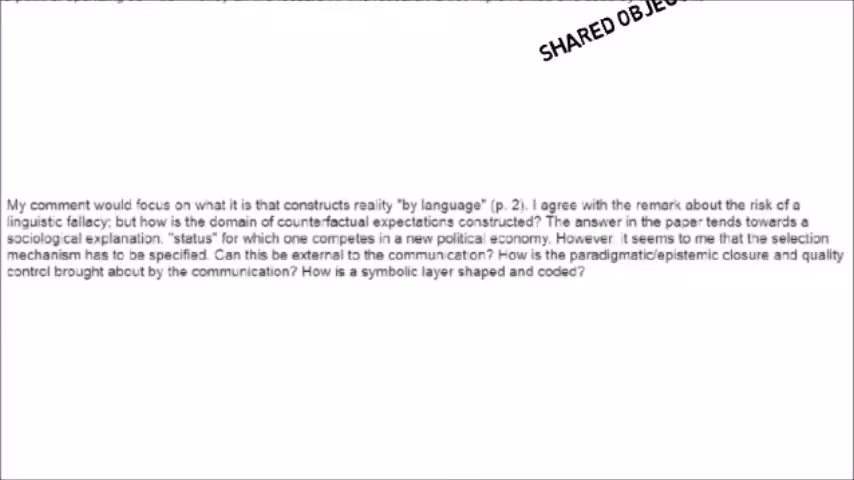 SHARED OBJEC
My comment would focus on what it is that constructs reality "by language" (p. 2). I agree with the remark about the risk of a
linguistic fallacy; but how is the domain of counterfactual expectations constructed? The answer in the paper tends towards a
sociological explanation. "status" for which one competes in a new political economy. However, it seems to me that the selection
mechanism has to be specified. Can this be external to the communication? How is the paradigmatic/epistemic closure and quality
control brought about by the communication? How is a symbolic layer shaped and coded?